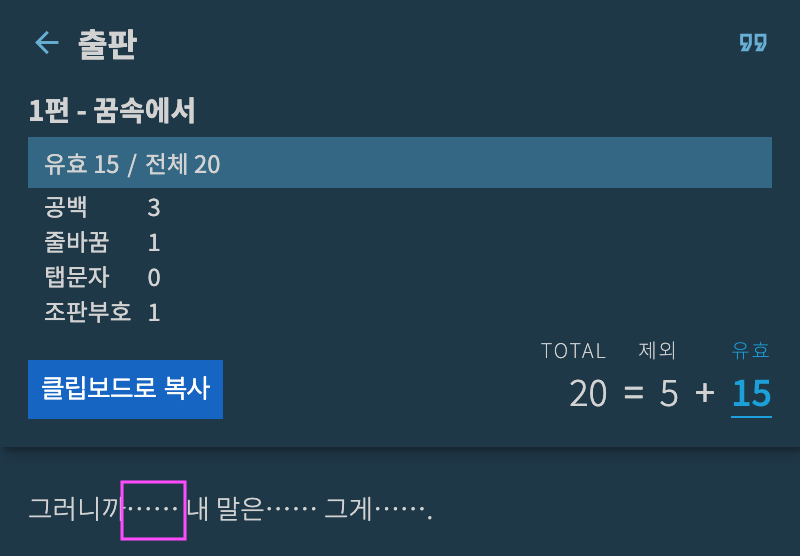 ← 출판
1편 - 꿈속에서
유효 15 / 전체 20
공백 3
줄바꿈 1
탭문자 0
조판부호 1
TOTAL 제외 유효
클립보드로 복사
20 = 5 + 15
그러니까…… 내 말은…… 그게…….